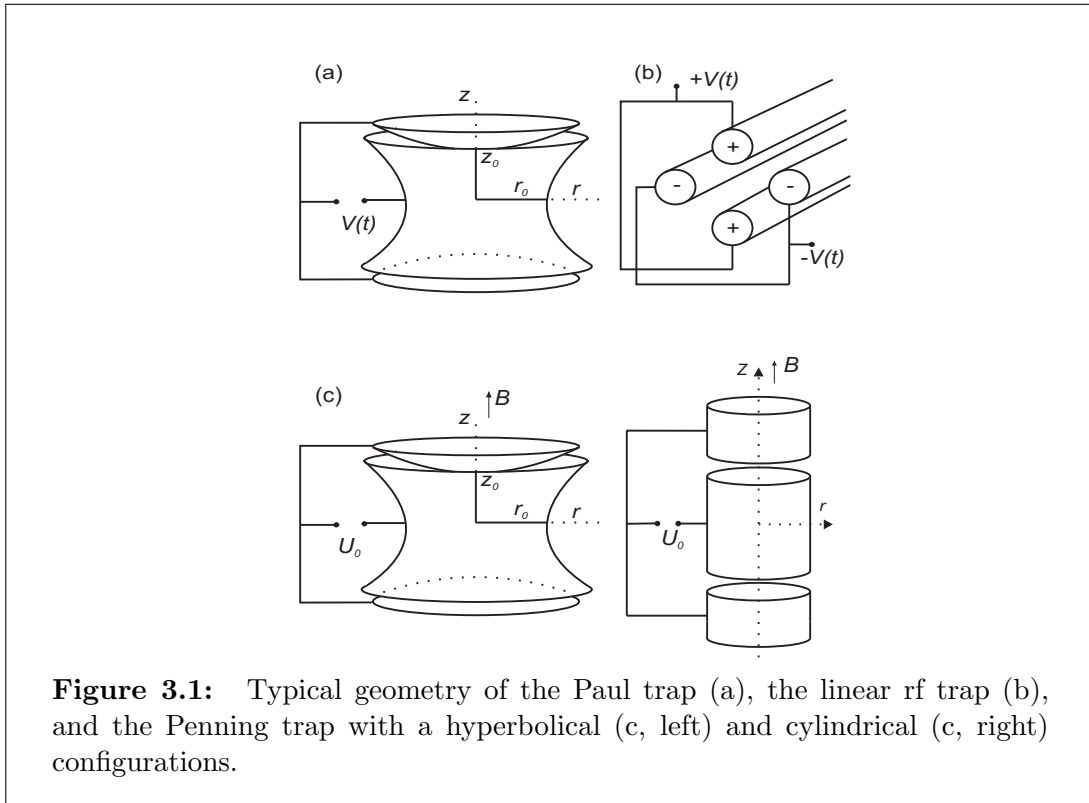 (a)
z
z₀
r₀
r
V(t)
(b)
+V(t)
+
-
-
+
-V(t)
(c)
B
z
z₀
r₀
r
U₀
z
B
r
U₀
Figure 3.1: Typical geometry of the Paul trap (a), the linear rf trap (b),
and the Penning trap with a hyperbolical (c, left) and cylindrical (c, right)
configurations.